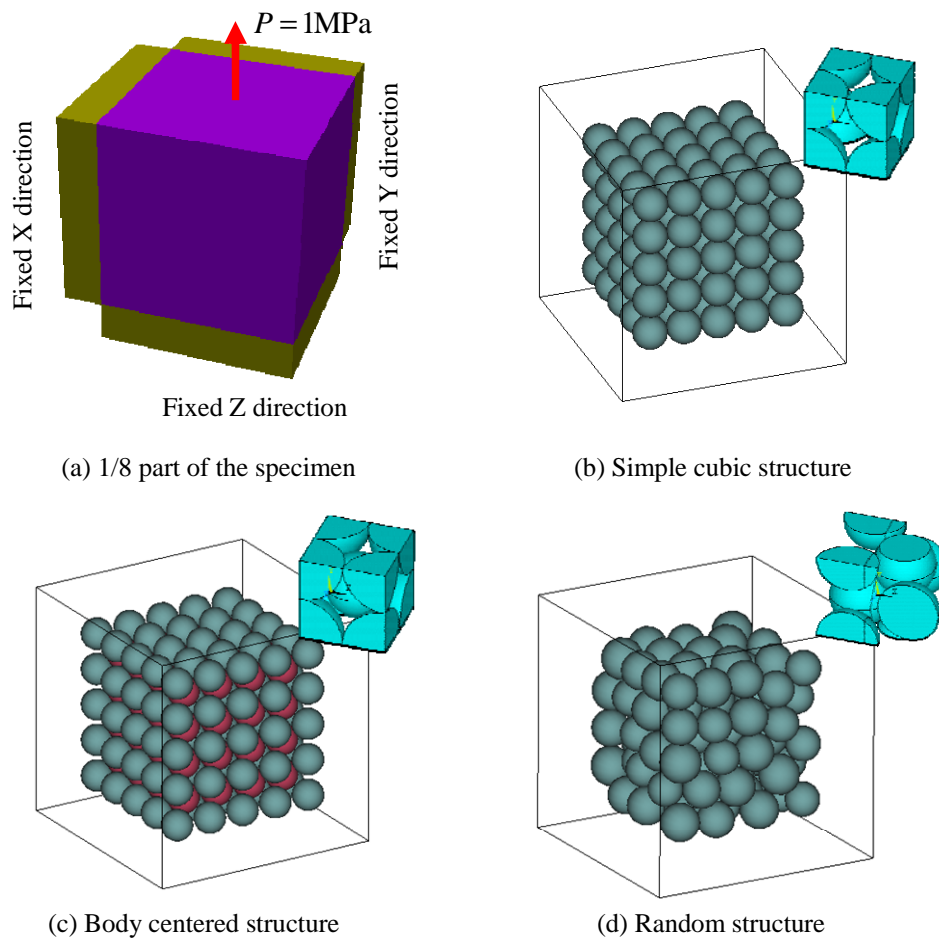 P = 1MPa
Fixed X direction
Fixed Y direction
Fixed Z direction
(a) 1/8 part of the specimen
(b) Simple cubic structure
(c) Body centered structure
(d) Random structure